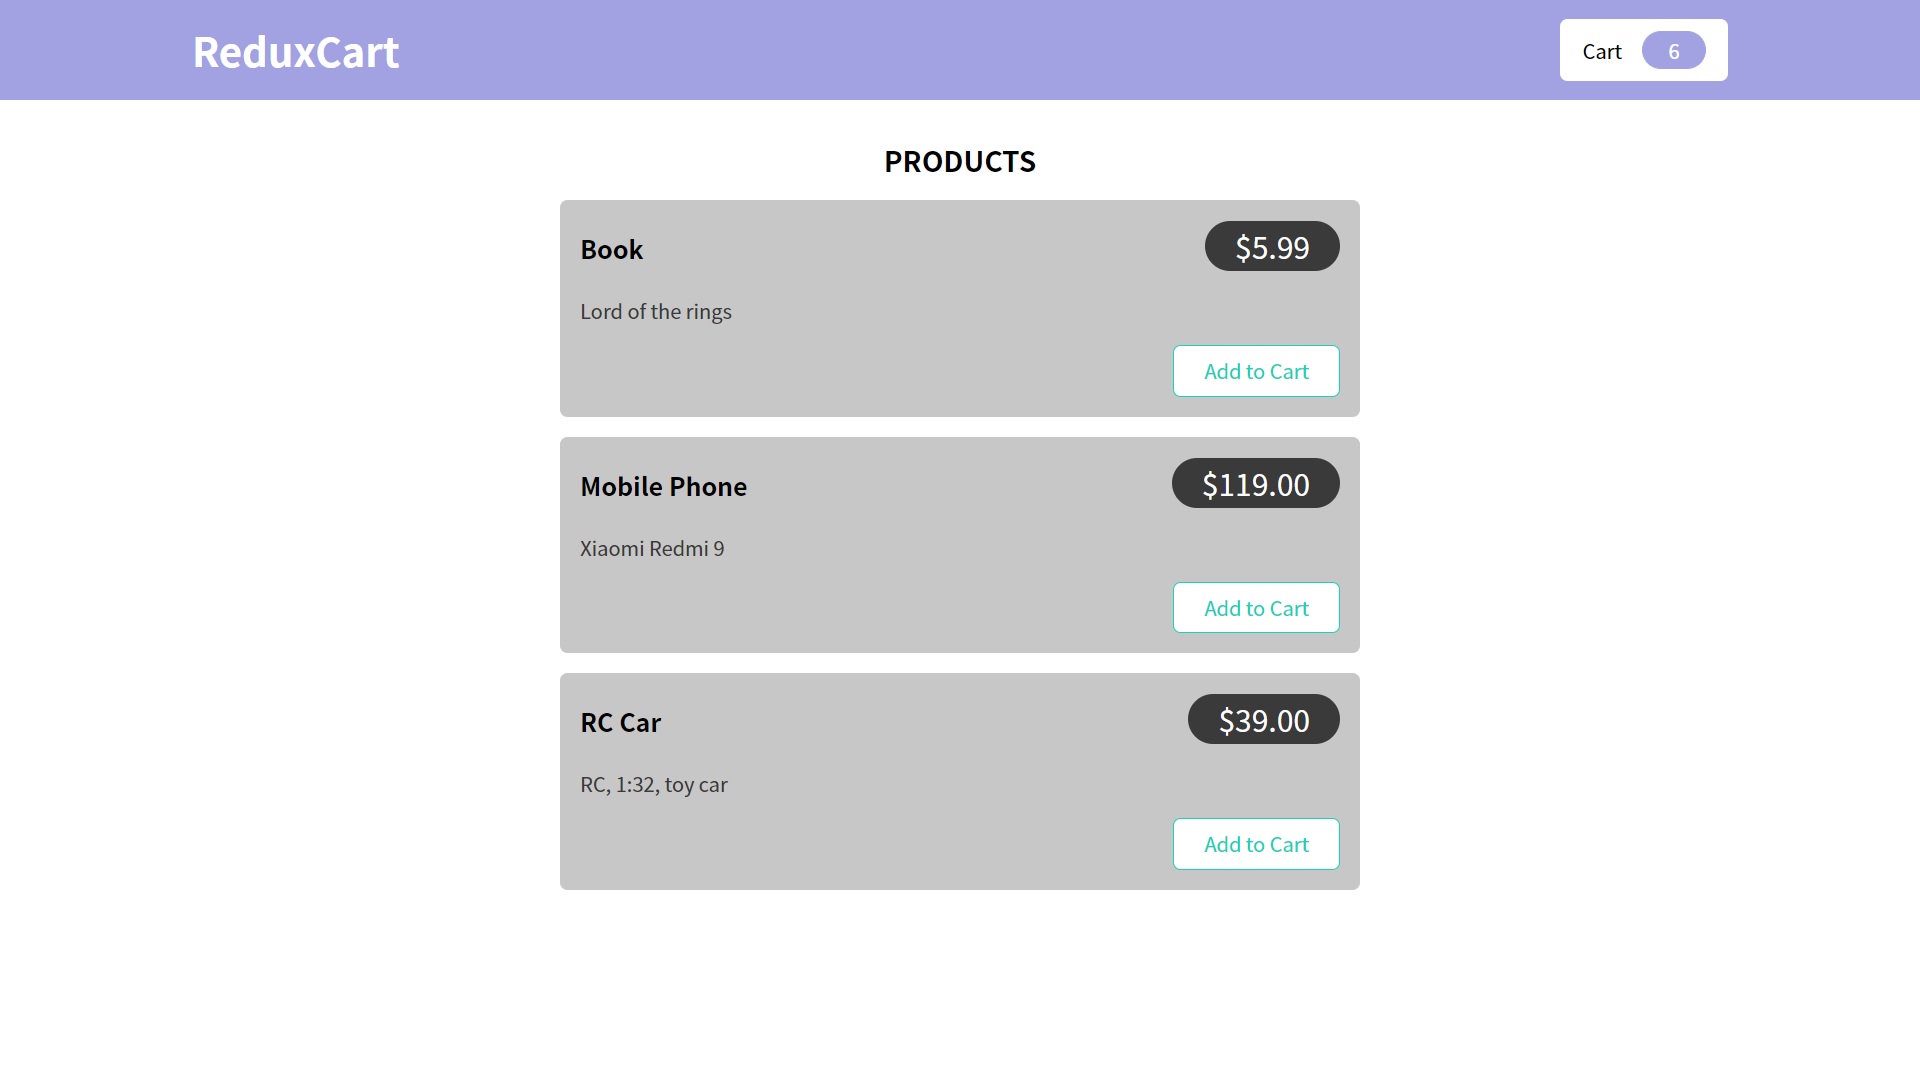 ReduxCart
Cart 6
PRODUCTS
Book $5.99
Lord of the rings
Add to Cart
Mobile Phone $119.00
Xiaomi Redmi 9
Add to Cart
RC Car $39.00
RC, 1:32, toy car
Add to Cart